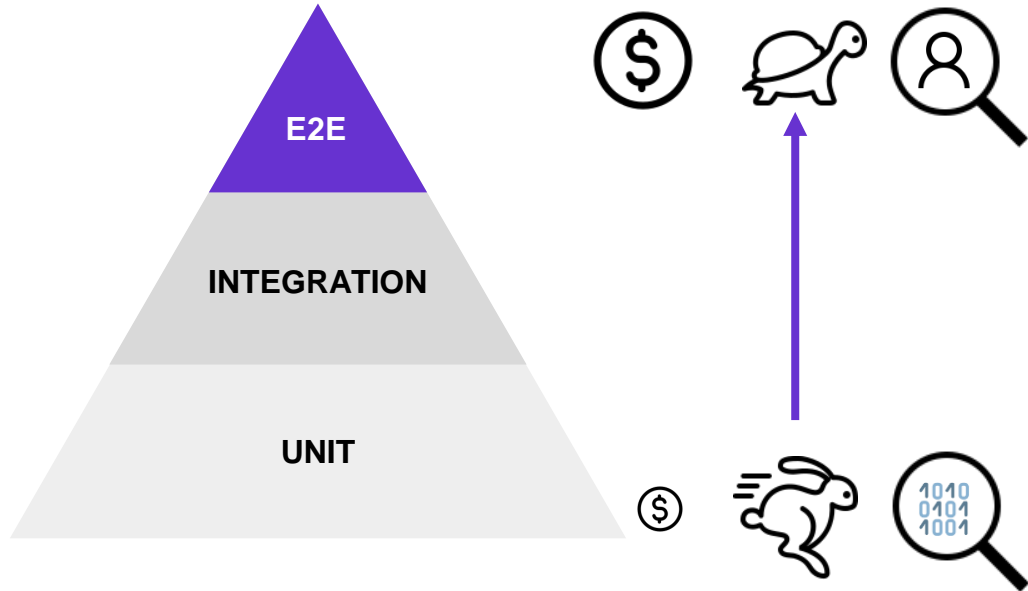 $
E2E
INTEGRATION
UNIT
$
1010
0101
1001